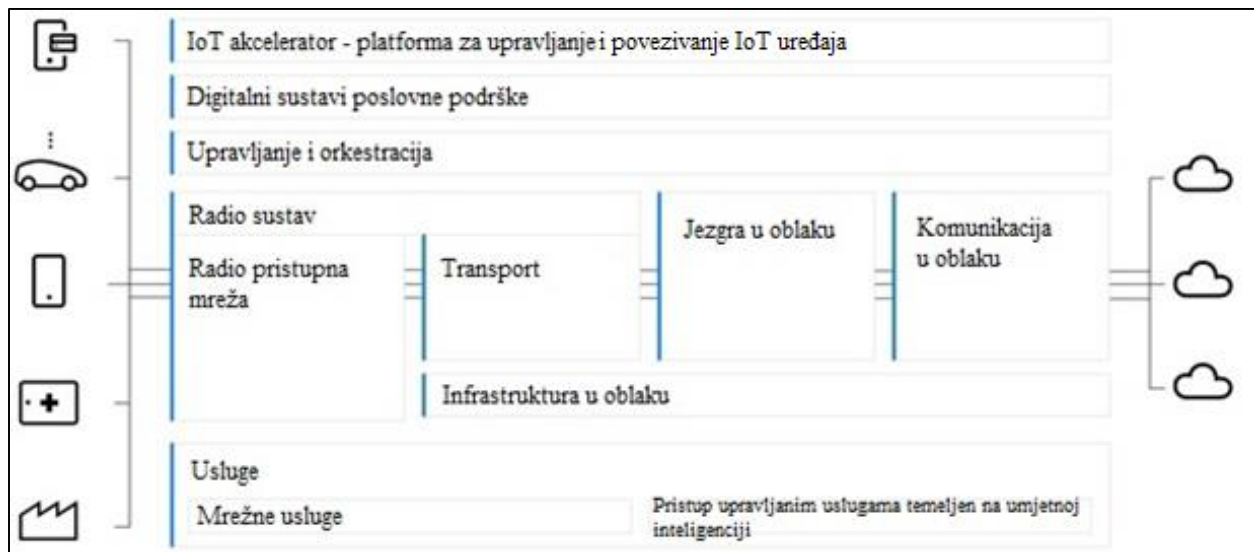 IoT akcelerator - platforma za upravljanje i povezivanje IoT uređaja
Digitalni sustavi poslovne podrške
Upravljanje i orkestracija
Radio sustav
Radio pristupna
mreža
Transport
Jezgra u oblaku
Komunikacija
u oblaku
Infrastruktura u oblaku
Usluge
Mrežne usluge
Pristup upravljanim uslugama temeljen na umjetnoj
inteligenciji